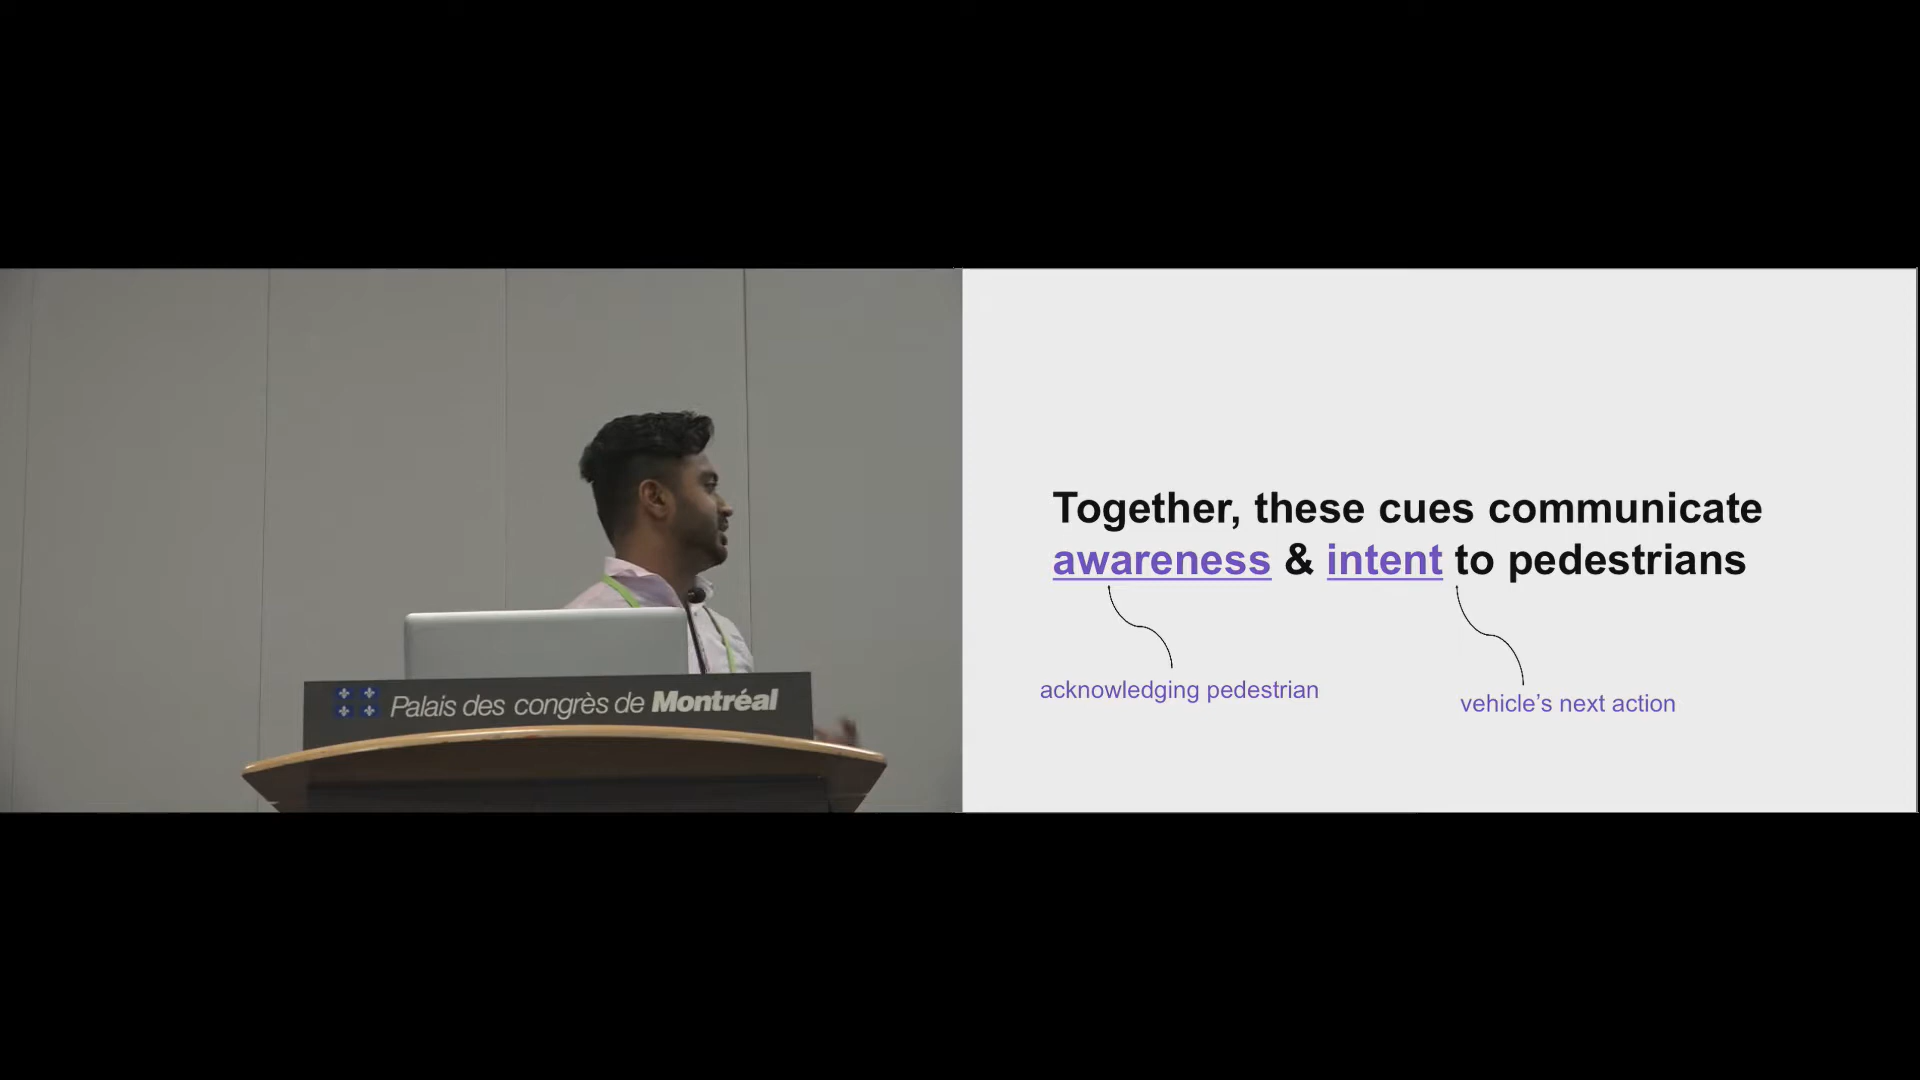 Palais des congrès de Montréal
Together, these cues communicate
awareness & intent to pedestrians
acknowledging pedestrian
vehicle’s next action